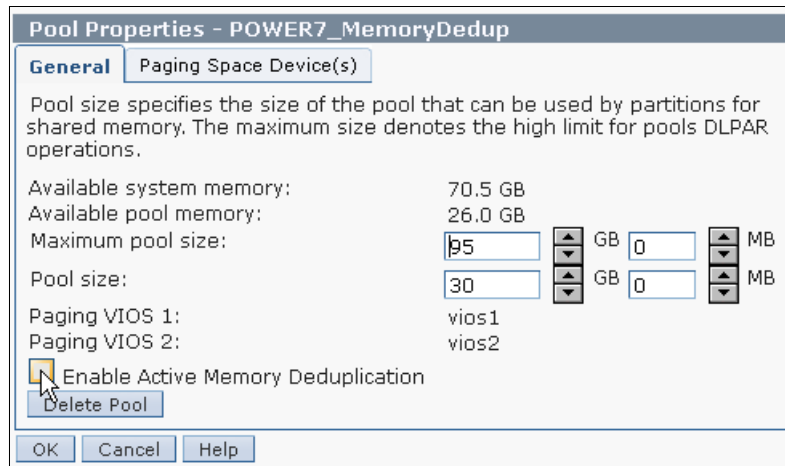 Pool Properties - POWER7_MemoryDedup
General Paging Space Device(s)
Pool size specifies the size of the pool that can be used by partitions for
shared memory. The maximum size denotes the high limit for pools DLPAR
operations.
Available system memory: 70.5 GB
Available pool memory: 26.0 GB
Maximum pool size: 95 GB 0 MB
Pool size: 30 GB 0 MB
Paging VIOS 1: vios1
Paging VIOS 2: vios2
Enable Active Memory Deduplication
Delete Pool
OK Cancel Help